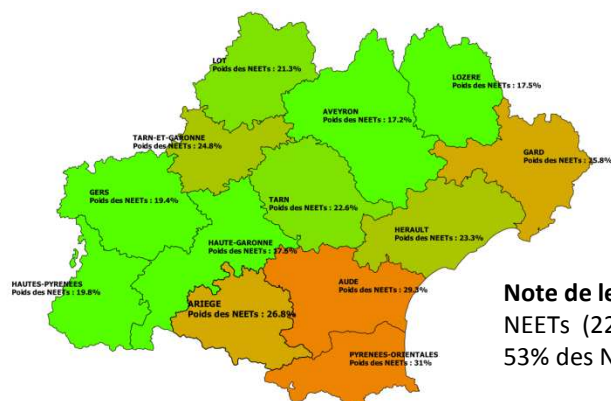 LOT
Poids des NEETs : 21.3%
LOZERE
Poids des NEETs : 17.5%
AVEYRON
Poids des NEETs : 17.2%
TARN-ET-GARONNE
Poids des NEETs : 24.8%
GARD
Poids des NEETs : 25.8%
GERS
Poids des NEETs : 19.4%
TARN
Poids des NEETs : 22.6%
HERAULT
Poids des NEETs : 23.3%
HAUTE-GARONNE
Poids des NEETs : 17.5%
HAUTES-PYRENEES
Poids des NEETs : 19.8%
AUDE
Poids des NEETs : 29.3%
ARIEGE
Poids des NEETs : 26.8%
PYRENEES-ORIENTALES
Poids des NEETs : 31%
Note de le
NEETs (22
53% des N